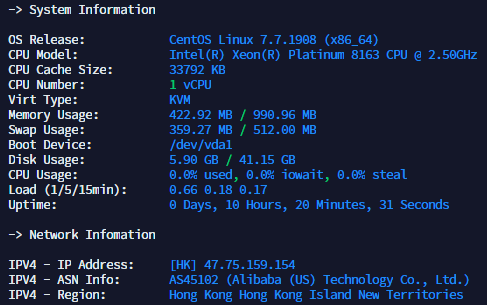 -> System Information
OS Release: CentOS Linux 7.7.1908 (x86_64)
CPU Model: Intel(R) Xeon(R) Platinum 8163 CPU @ 2.50GHz
CPU Cache Size: 33792 KB
CPU Number: 1 vCPU
Virt Type: KVM
Memory Usage: 422.92 MB / 990.96 MB
Swap Usage: 359.27 MB / 512.00 MB
Boot Device: /dev/vda1
Disk Usage: 5.90 GB / 41.15 GB
CPU Usage: 0.0% used, 0.0% iowait, 0.0% steal
Load (1/5/15min): 0.66 0.18 0.17
Uptime: 0 Days, 10 Hours, 20 Minutes, 31 Seconds
-> Network Infomation
IPV4 - IP Address: [HK] 47.75.159.154
IPV4 - ASN Info: AS45102 (Alibaba (US) Technology Co., Ltd.)
IPV4 - Region: Hong Kong Hong Kong Island New Territories